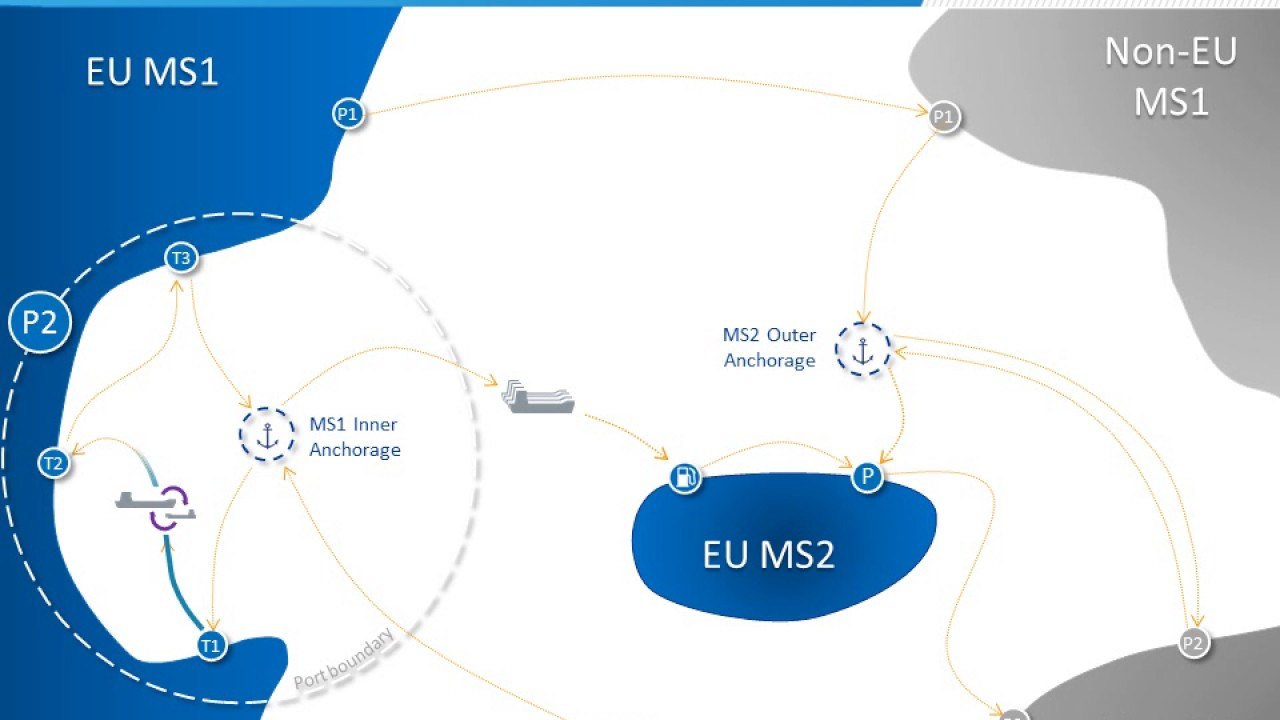 EU MS1
Non-EU
MS1
P1
P1
T3
P2
MS2 Outer
Anchorage
MS1 Inner
Anchorage
T2
P
EU MS2
T1
P2
Port boundary